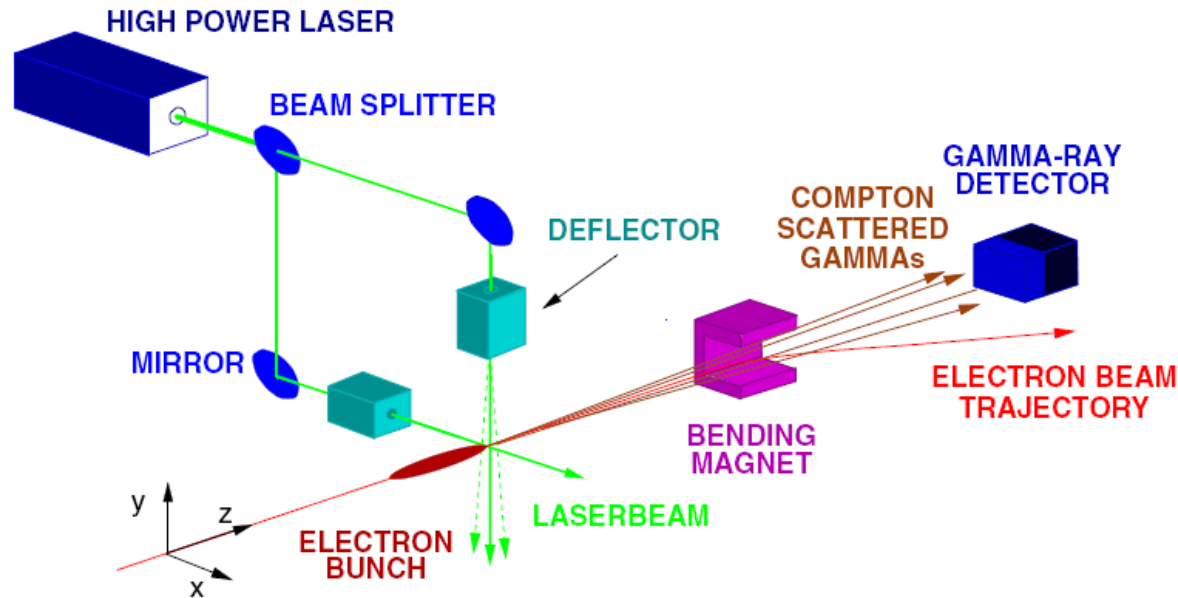 HIGH POWER LASER
BEAM SPLITTER
GAMMA-RAY
DETECTOR
COMPTON
SCATTERED
GAMMAs
DEFLECTOR
MIRROR
ELECTRON BEAM
TRAJECTORY
BENDING
MAGNET
LASERBEAM
ELECTRON
BUNCH
y
z
x